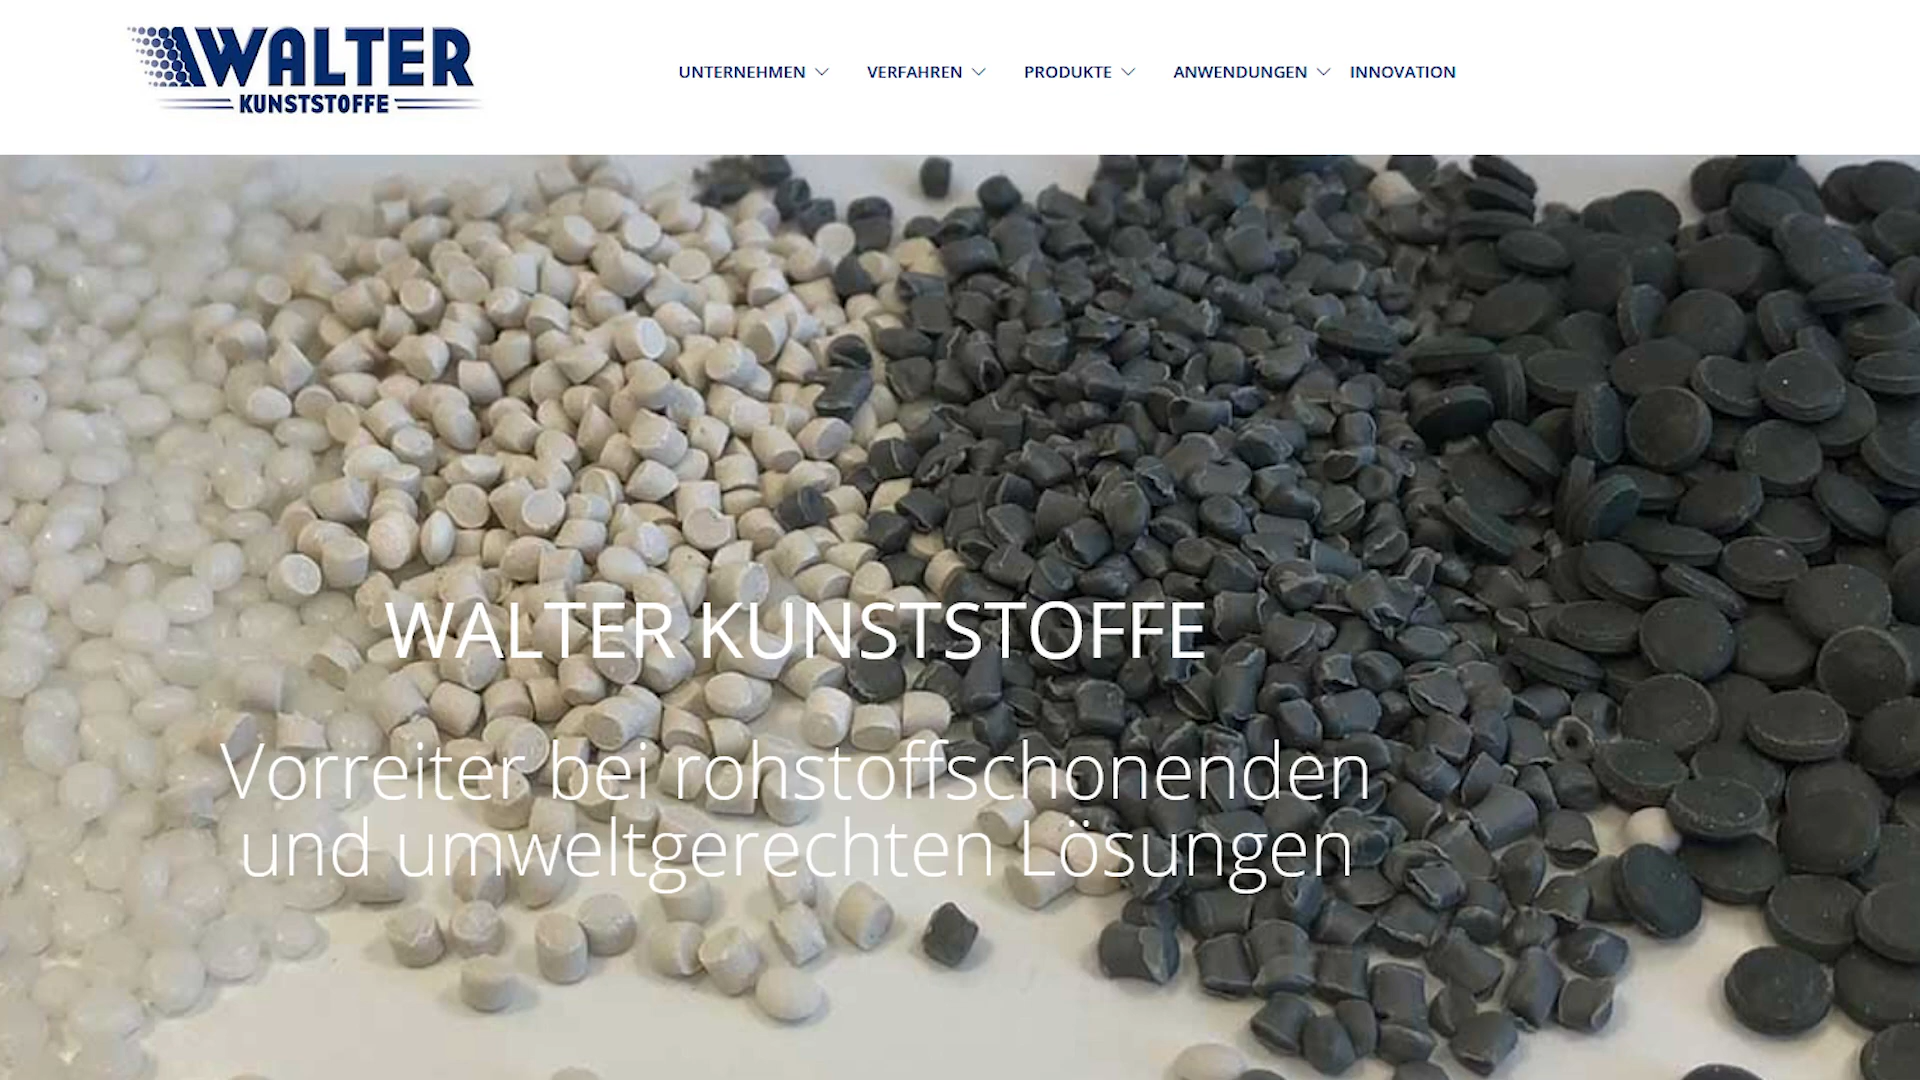 WALTER
KUNSTSTOFFE
UNTERNEHMEN
VERFAHREN
PRODUKTE
ANWENDUNGEN
INNOVATION
WALTER KUNSTSTOFFE
Vorreiter bei rohstoffschonenden
und umweltgerechten Lösungen